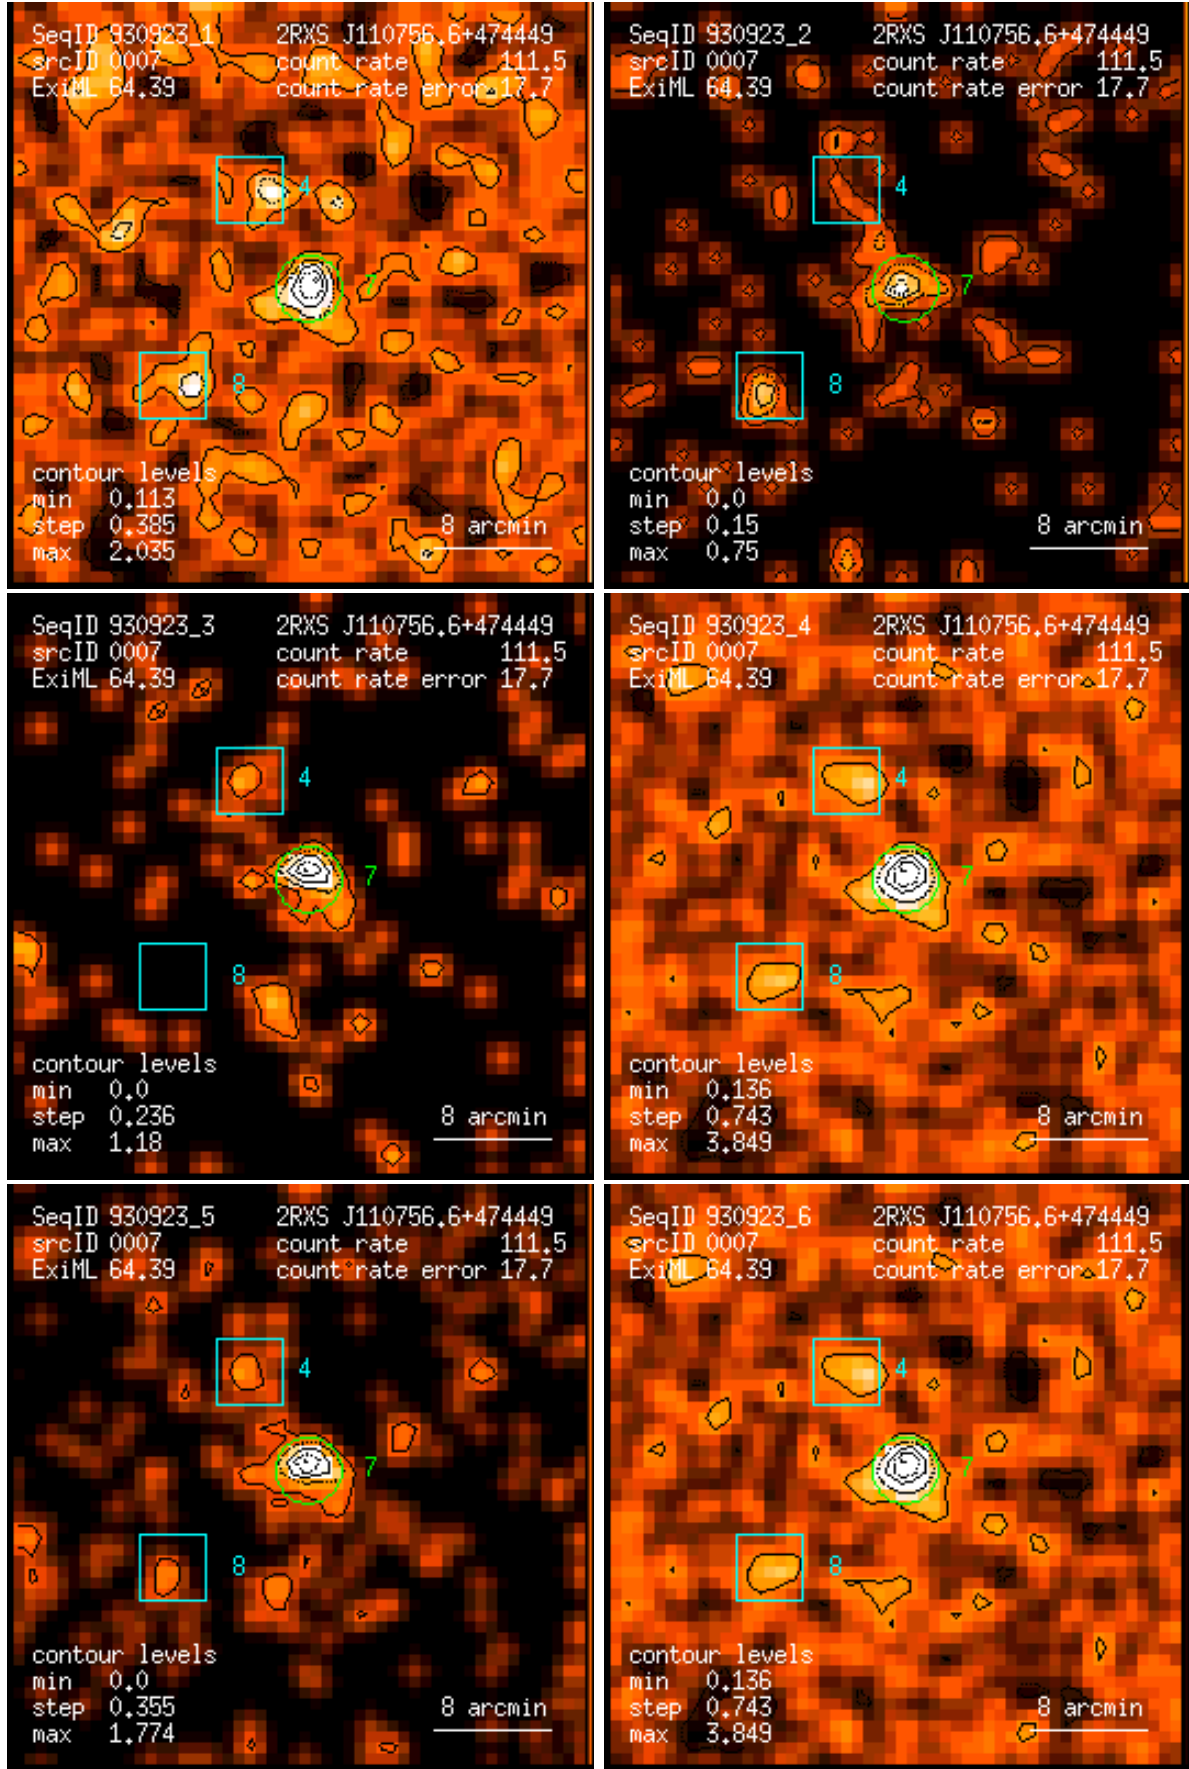 SeqID 930923_1 2RXS J110756.6+474449
srcID 0007 count rate 111.5
ExiML 64.39 count rate error 17.7
4
7
8
contour levels
min 0.113
step 0.385
max 2.035
8 arcmin
SeqID 930923_2 2RXS J110756.6+474449
srcID 0007 count rate 111.5
ExiML 64.39 count rate error 17.7
4
7
8
contour levels
min 0.0
step 0.15
max 0.75
8 arcmin
SeqID 930923_3 2RXS J110756.6+474449
srcID 0007 count rate 111.5
ExiML 64.39 count rate error 17.7
4
7
8
contour levels
min 0.0
step 0.236
max 1.18
8 arcmin
SeqID 930923_4 2RXS J110756.6+474449
srcID 0007 count rate 111.5
ExiML 64.39 count rate error 17.7
4
7
8
contour levels
min 0.136
step 0.743
max 3.849
8 arcmin
SeqID 930923_5 2RXS J110756.6+474449
srcID 0007 count rate 111.5
ExiML 64.39 count rate error 17.7
4
7
8
contour levels
min 0.0
step 0.355
max 1.774
8 arcmin
SeqID 930923_6 2RXS J110756.6+474449
srcID 0007 count rate 111.5
ExiML 64.39 count rate error 17.7
4
7
8
contour levels
min 0.136
step 0.743
max 3.849
8 arcmin